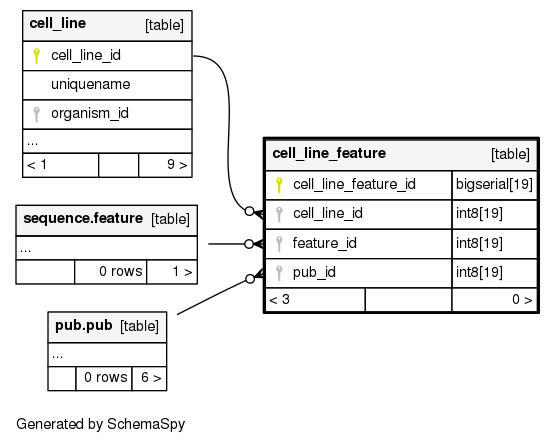 cell_line [table]
cell_line_id
uniquename
organism_id
...
< 1 9 >
sequence.feature [table]
...
0 rows 1 >
pub.pub [table]
...
0 rows 6 >
cell_line_feature [table]
cell_line_feature_id bigserial[19]
cell_line_id int8[19]
feature_id int8[19]
pub_id int8[19]
< 3 0 >
Generated by SchemaSpy